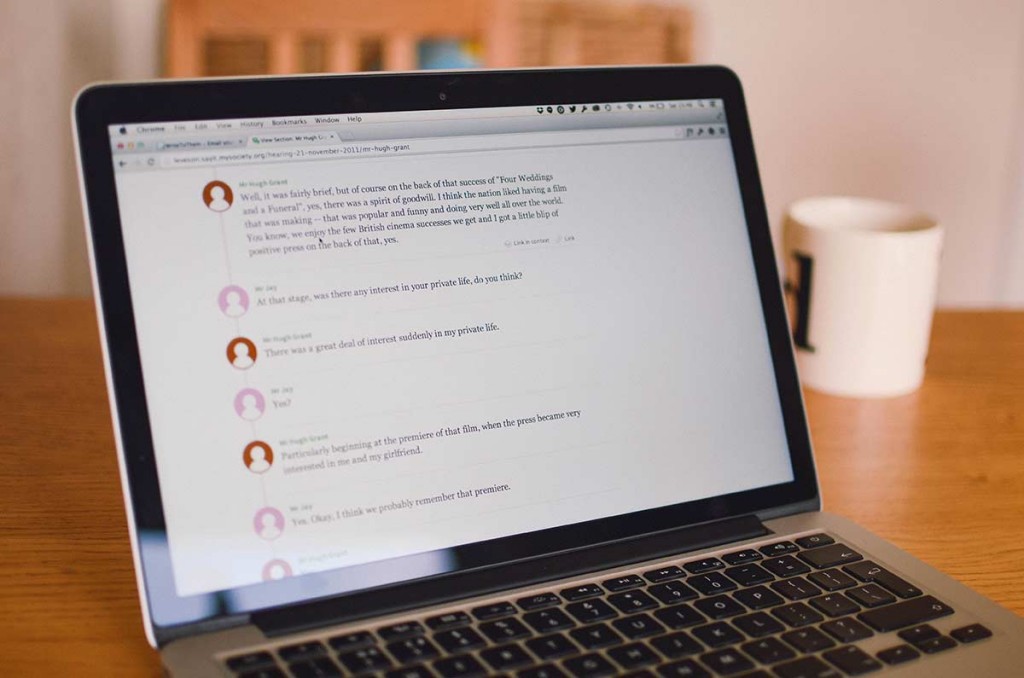 Chrome File Edit View History Bookmarks Window Help
View Section: Mr Hugh G
leveson.sayit.mysociety.org/hearing-21-november-2011/mr-hugh-grant
Mr Hugh Grant
Well, it was fairly brief, but of course on the back of that success of "Four Weddings
and a Funeral", yes, there was a spirit of goodwill. I think the nation liked having a film
that was making -- that was popular and funny and doing very well all over the world.
You know, we enjoy the few British cinema successes we get and I got a little blip of
positive press on the back of that, yes.
Link in context Link
Mr Jay
At that stage, was there any interest in your private life, do you think?
Mr Hugh Grant
There was a great deal of interest suddenly in my private life.
Mr Jay
Yes?
Mr Hugh Grant
Particularly beginning at the premiere of that film, when the press became very
interested in me and my girlfriend.
Mr Jay
Yes. Okay. I think we probably remember that premiere.
Mr Hugh Grant